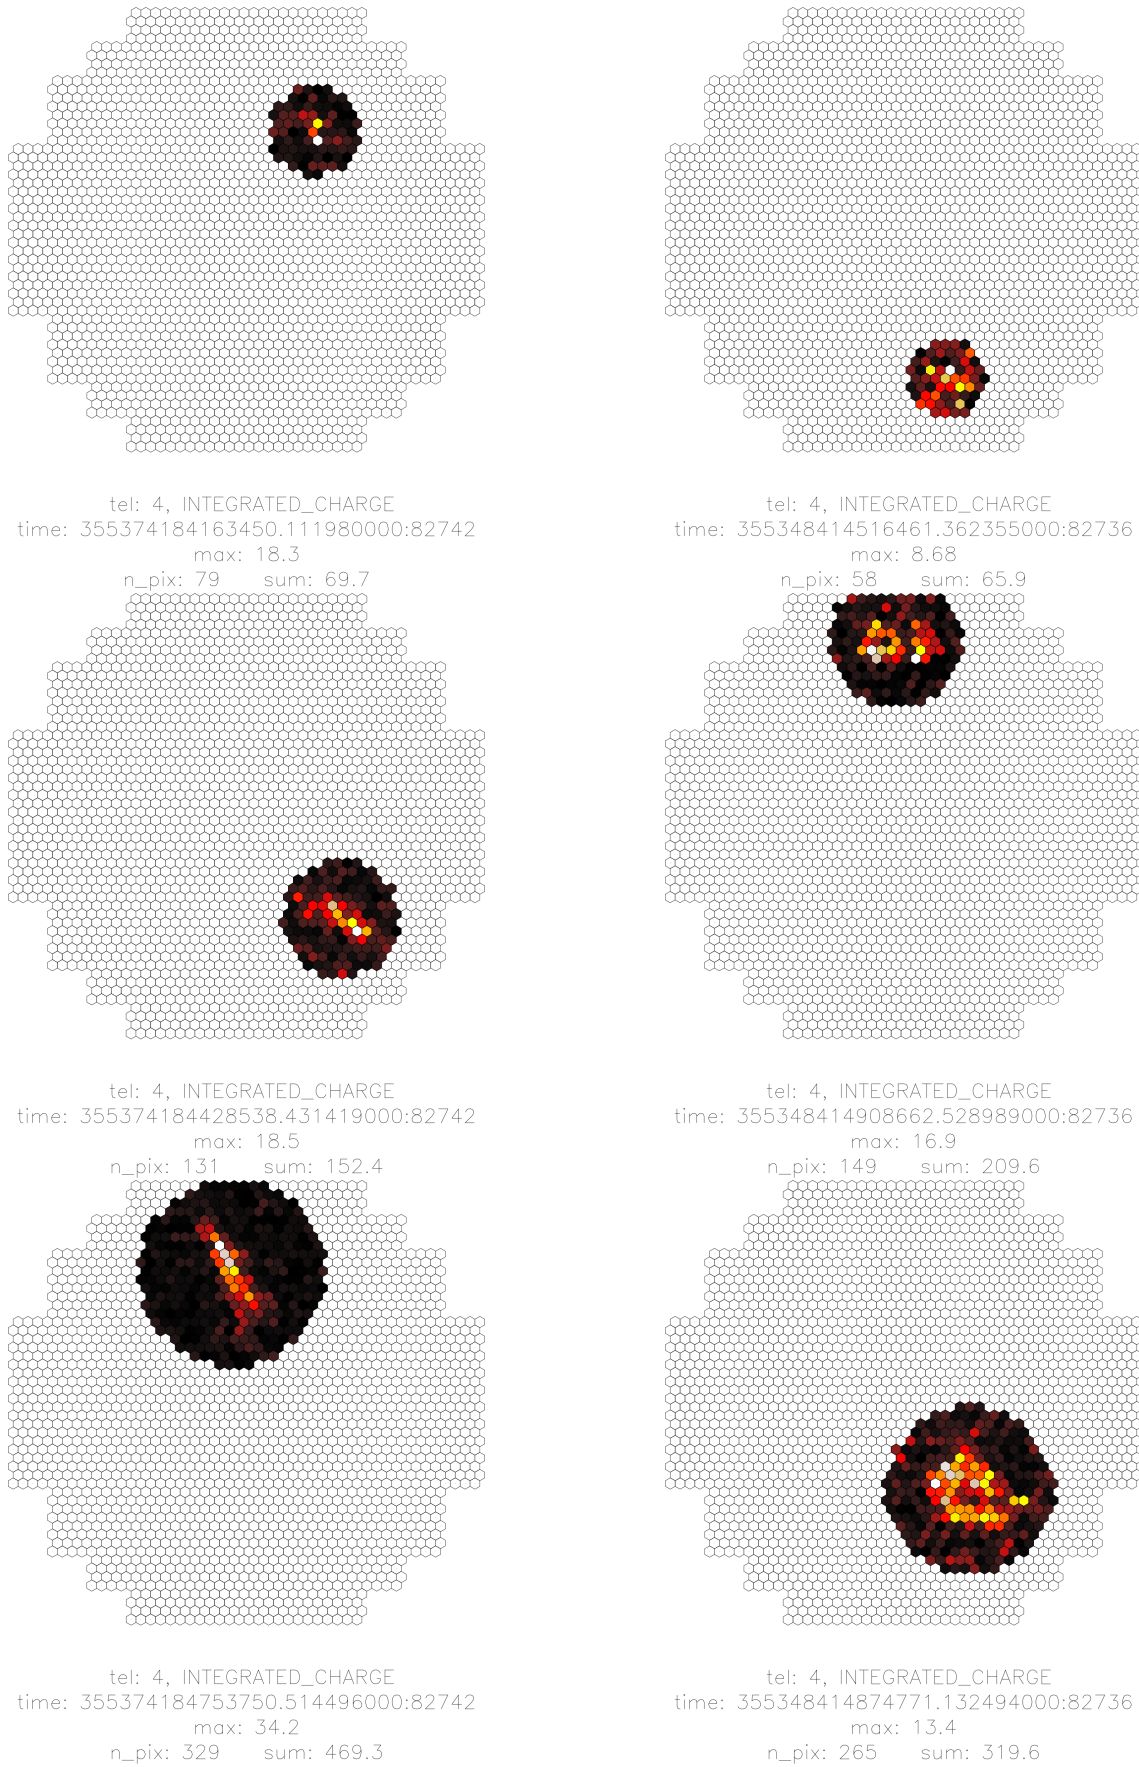 tel: 4, INTEGRATED_CHARGE
time: 355374184163450.111980000:82742
max: 18.3
n_pix: 79 sum: 69.7
tel: 4, INTEGRATED_CHARGE
time: 355348414516461.362355000:82736
max: 8.68
n_pix: 58 sum: 65.9
tel: 4, INTEGRATED_CHARGE
time: 355374184428538.431419000:82742
max: 18.5
n_pix: 131 sum: 152.4
tel: 4, INTEGRATED_CHARGE
time: 355348414908662.528989000:82736
max: 16.9
n_pix: 149 sum: 209.6
tel: 4, INTEGRATED_CHARGE
time: 355374184753750.514496000:82742
max: 34.2
n_pix: 329 sum: 469.3
tel: 4, INTEGRATED_CHARGE
time: 355348414874771.132494000:82736
max: 13.4
n_pix: 265 sum: 319.6